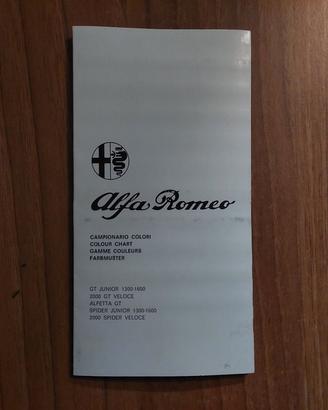 Alfa Romeo
CAMPIONARIO COLORI
COLOUR CHART
GAMME COULEURS
FARBMUSTER
GT JUNIOR 1300-1600
2000 GT VELOCE
ALFETTA GT
SPIDER JUNIOR 1300-1600
2000 SPIDER VELOCE